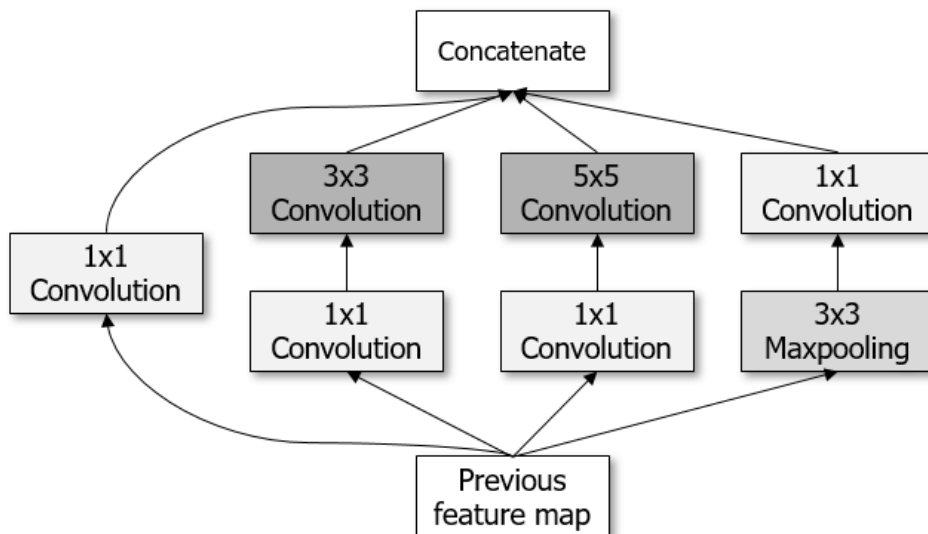 Concatenate
3x3
Convolution
5x5
Convolution
1x1
Convolution
1x1
Convolution
1x1
Convolution
1x1
Convolution
3x3
Maxpooling
Previous
feature map